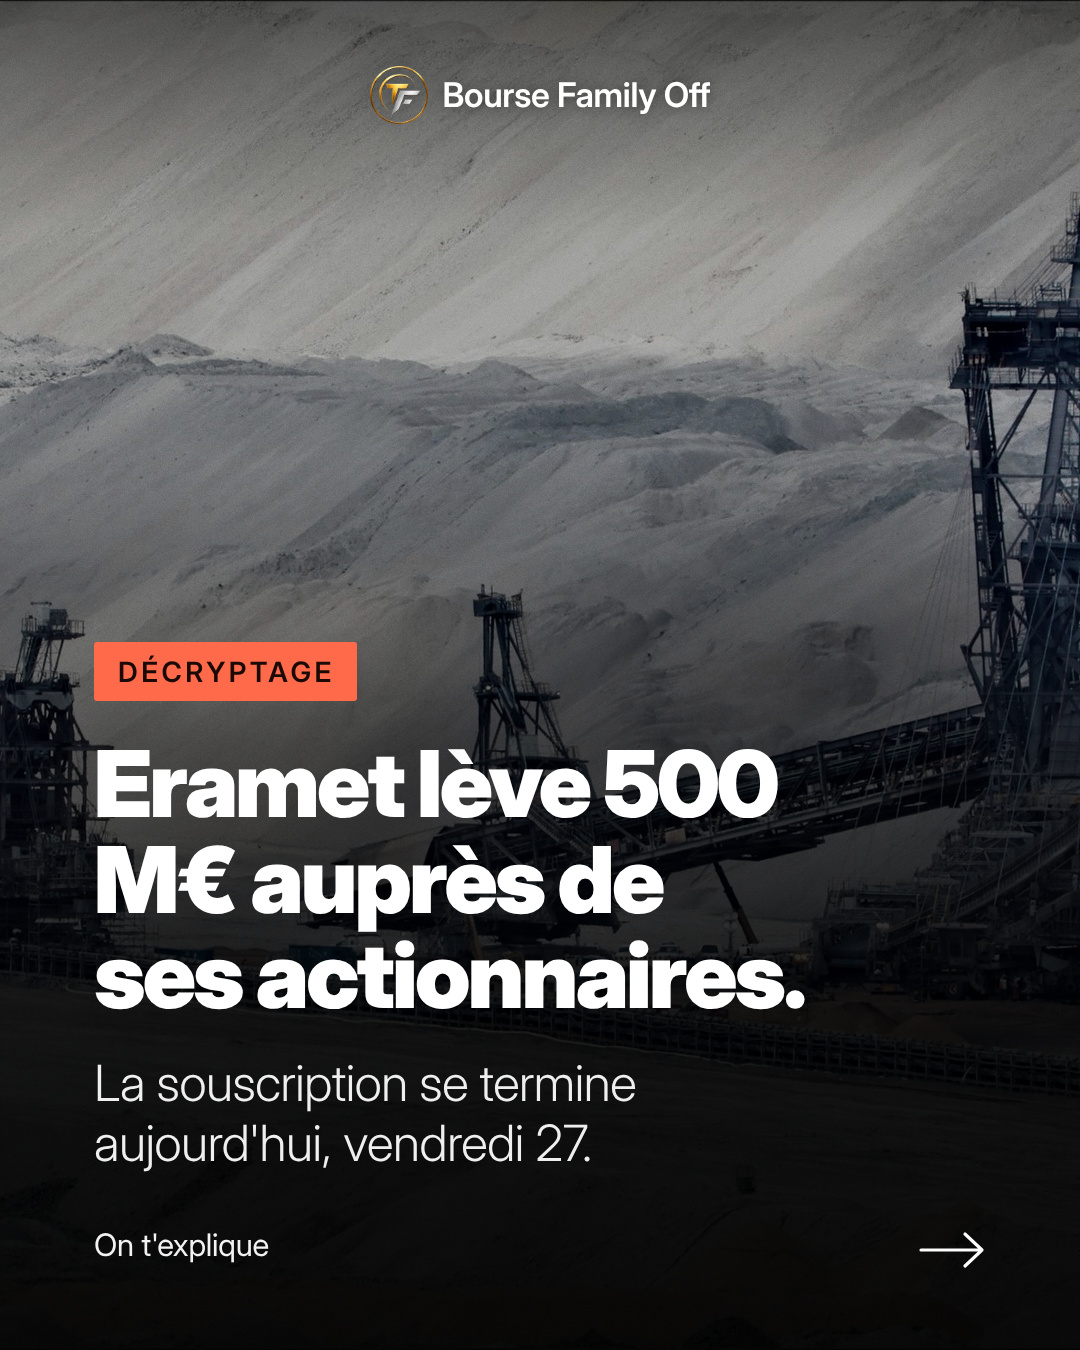 TF Bourse Family Off
DÉCRYPTAGE
Eramet lève 500
M€ auprès de
ses actionnaires.
La souscription se termine
aujourd'hui, vendredi 27.
On t'explique